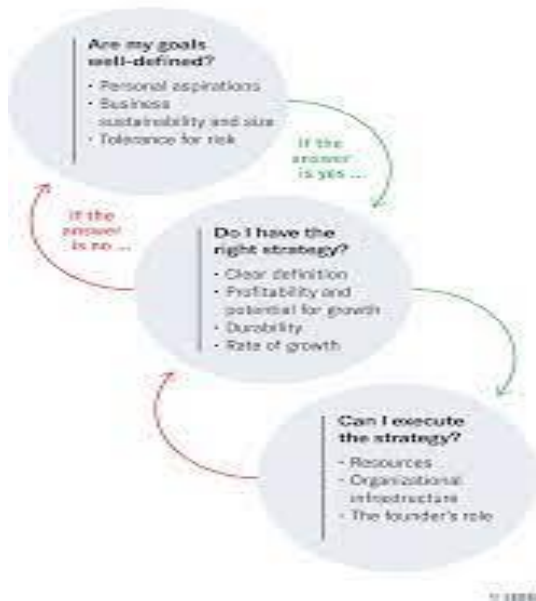 Are my goals
well-defined?
• Personal aspirations
• Business
sustainability and size
• Tolerance for risk
If the
answer
is yes ...
If the
answer
is no ...
Do I have the
right strategy?
• Clear definition
• Profitability and
potential for growth
• Durability
• Rate of growth
Can I execute
the strategy?
• Resources
• Organizational
infrastructure
• The founder's role